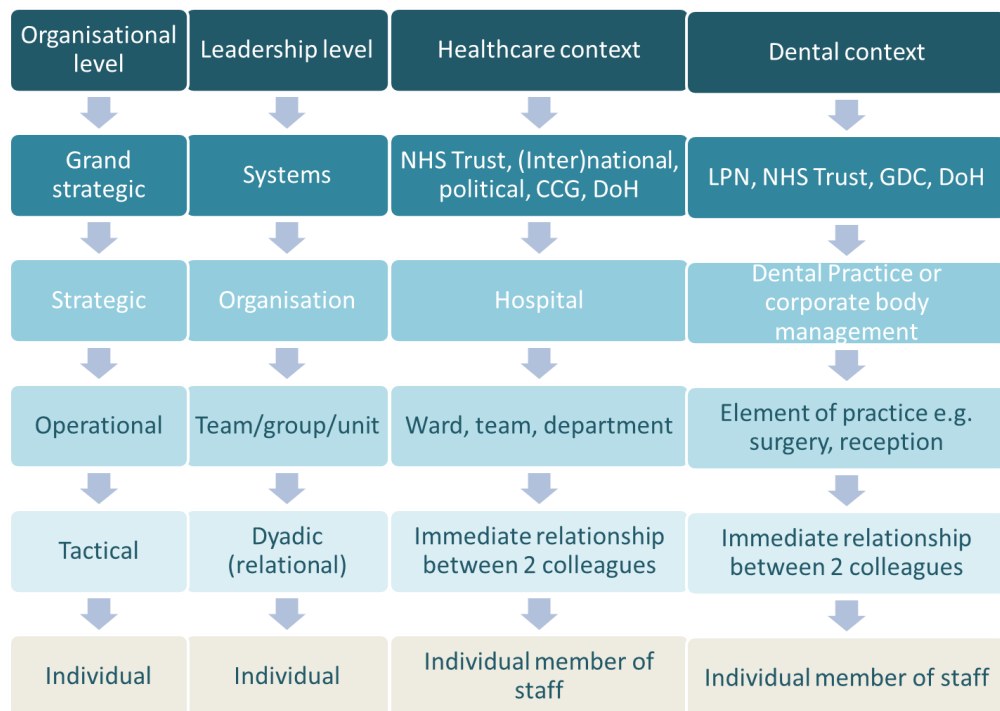 Organisational
level
Leadership level
Healthcare context
Dental context
Grand
strategic
Systems
NHS Trust, (Inter)national,
political, CCG, DoH
LPN, NHS Trust, GDC, DoH
Strategic
Organisation
Hospital
Dental Practice or
corporate body
management
Operational
Team/group/unit
Ward, team, department
Element of practice e.g.
surgery, reception
Tactical
Dyadic
(relational)
Immediate relationship
between 2 colleagues
Immediate relationship
between 2 colleagues
Individual
Individual
Individual member of
staff
Individual member of staff